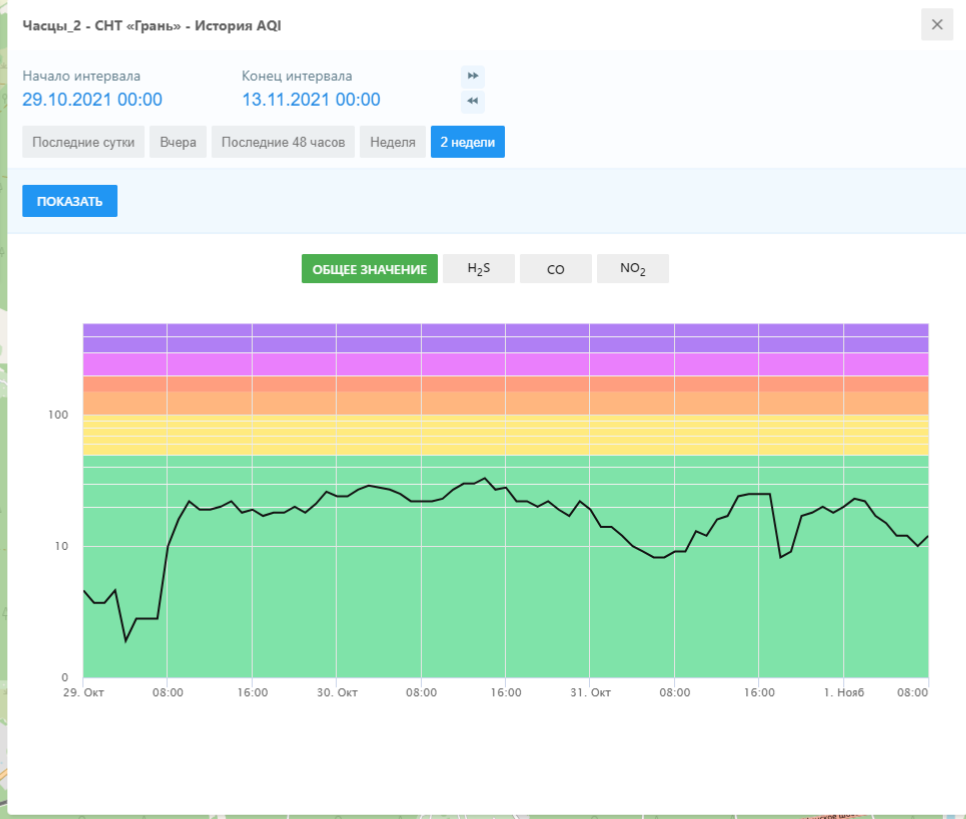 Часцы_2 - СНТ «Грань» - История AQI
Начало интервала Конец интервала
29.10.2021 00:00 13.11.2021 00:00
Последние сутки Вчера Последние 48 часов Неделя 2 недели
ПОКАЗАТЬ
ОБЩЕЕ ЗНАЧЕНИЕ H₂S CO NO₂
100
10
0
29. Окт 08:00 16:00 30. Окт 08:00 16:00 31. Окт 08:00 16:00 1. Нояб 08:00